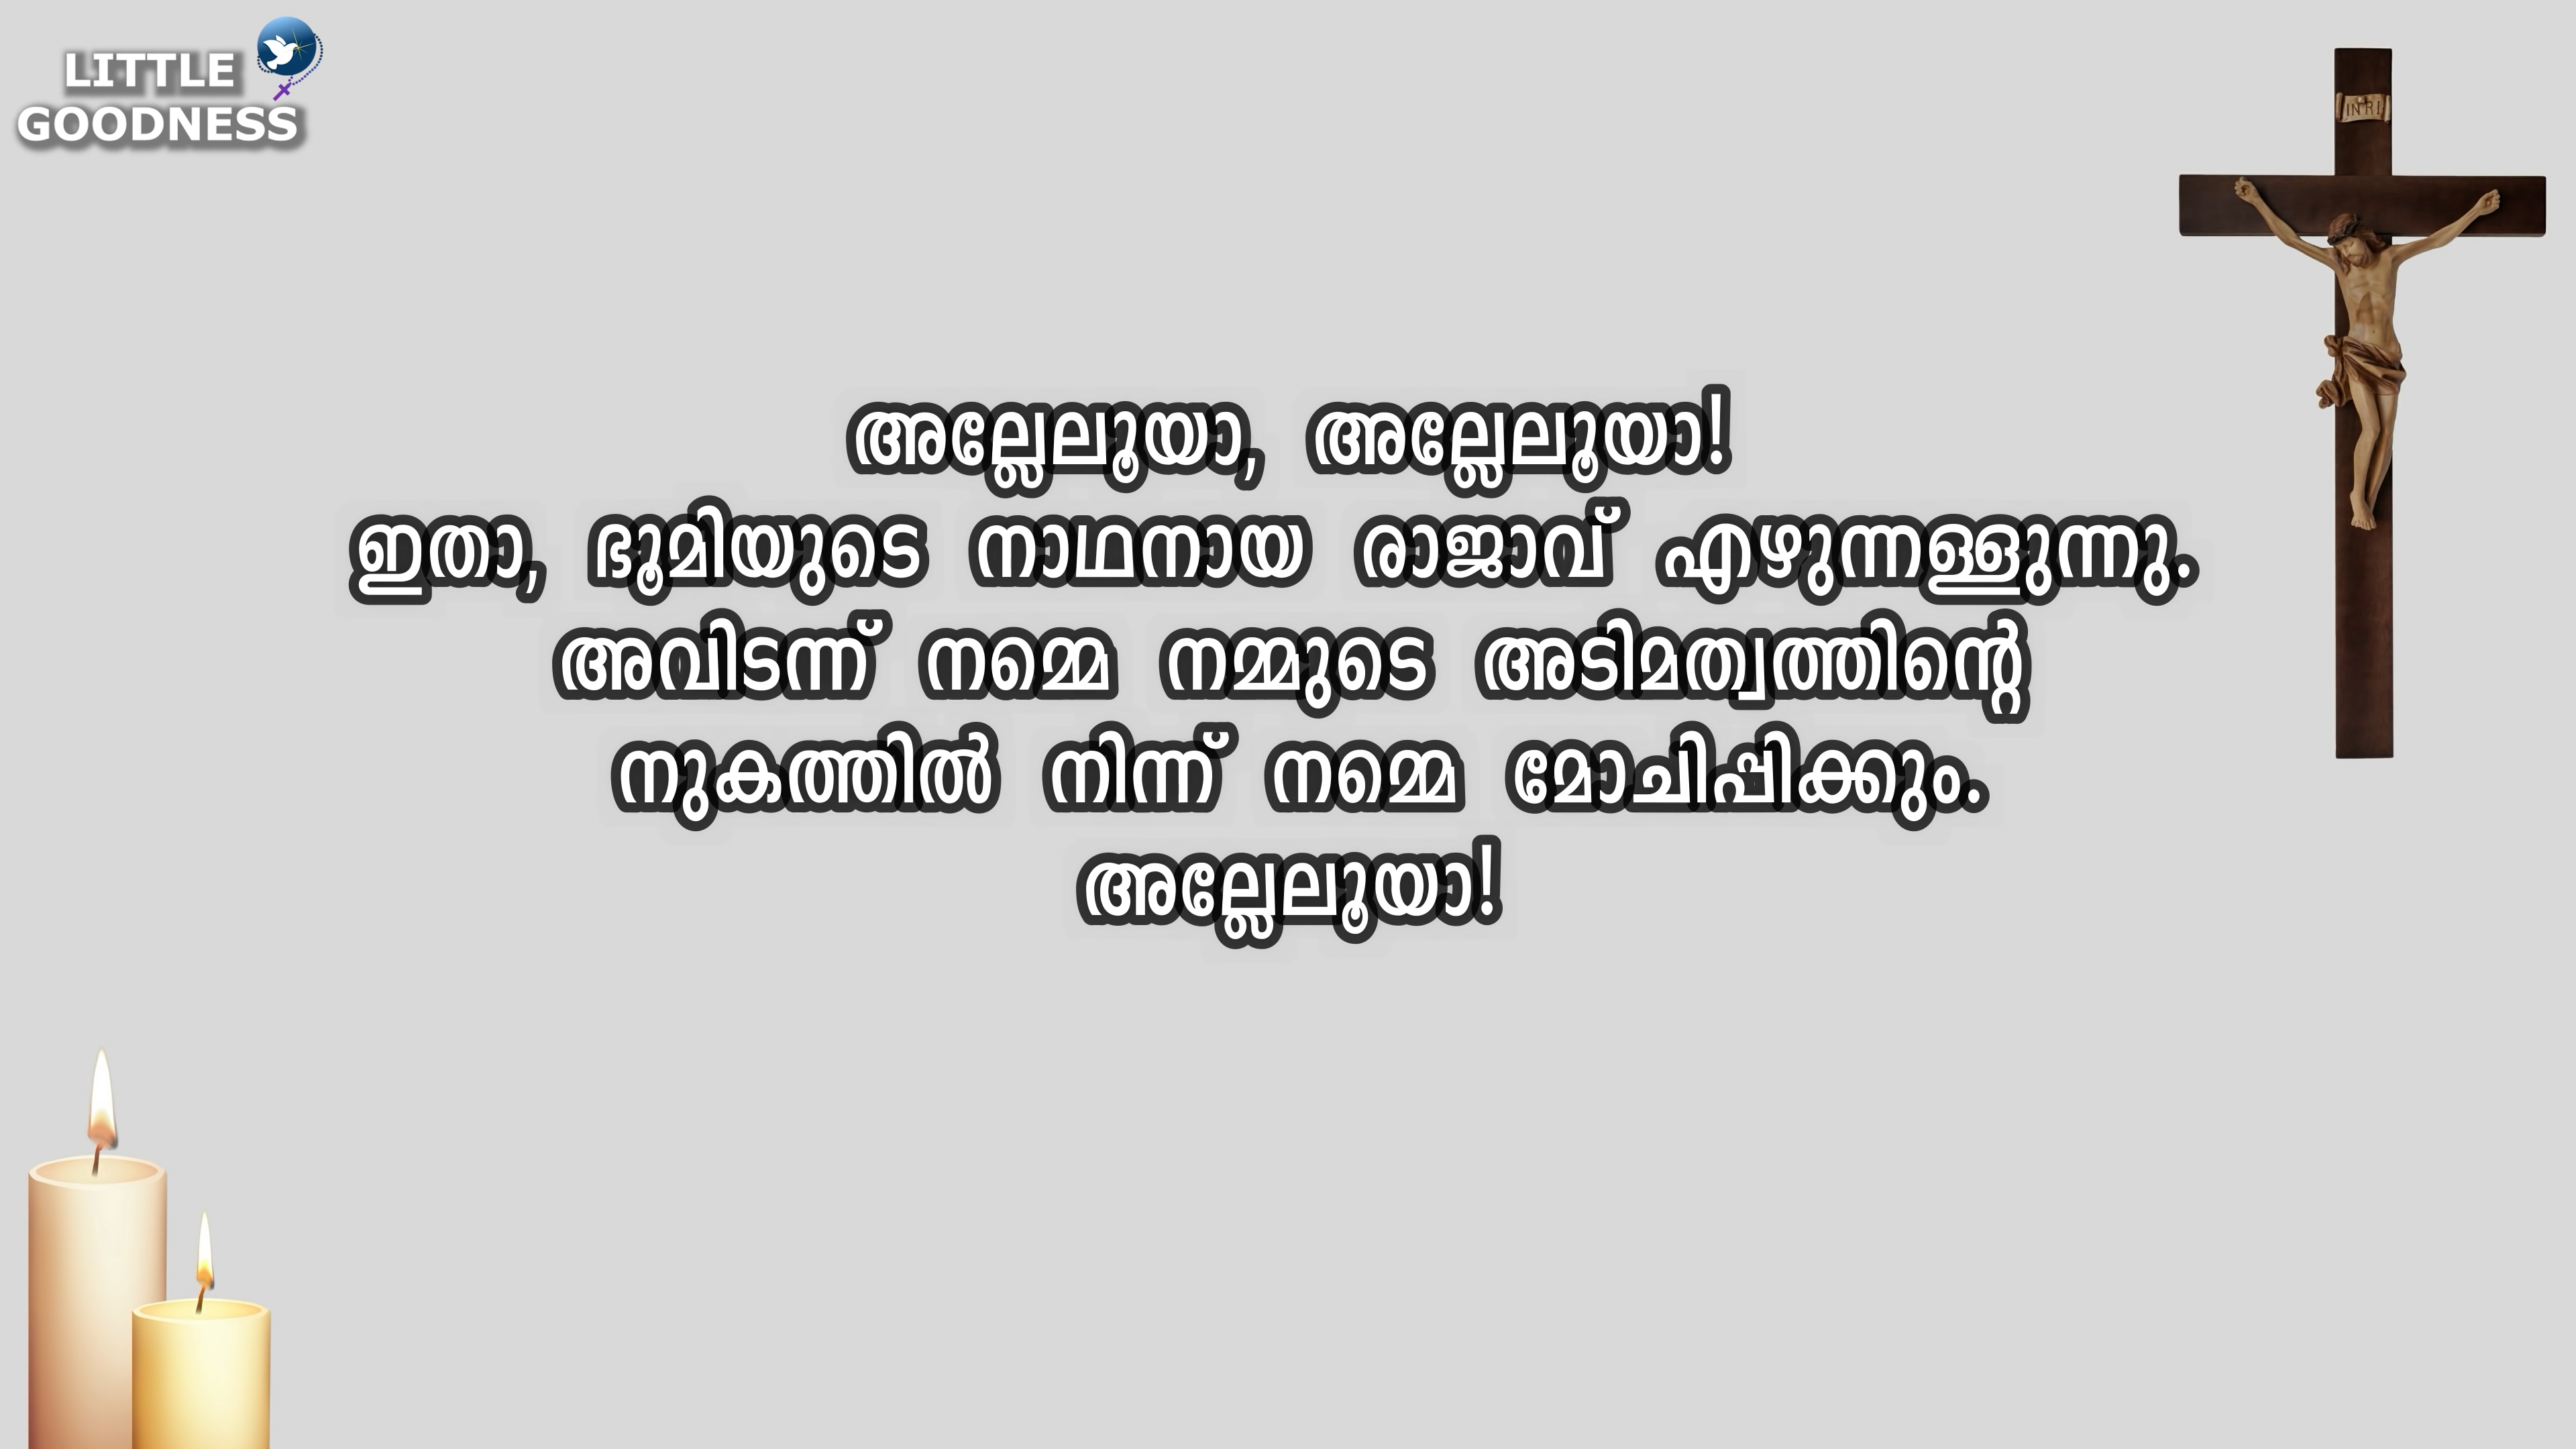 LITTLE
GOODNESS
INRI
അല്ലേലൂയാ, അല്ലേലൂയാ!
ഇതാ, ഭൂമിയുടെ നാഥനായ രാജാവ് എഴുന്നള്ളുന്നു.
അവിടന്ന് നമ്മെ നമ്മുടെ അടിമത്വത്തിന്റെ
നുകത്തിൽ നിന്ന് നമ്മെ മോചിപ്പിക്കും.
അല്ലേലൂയാ!